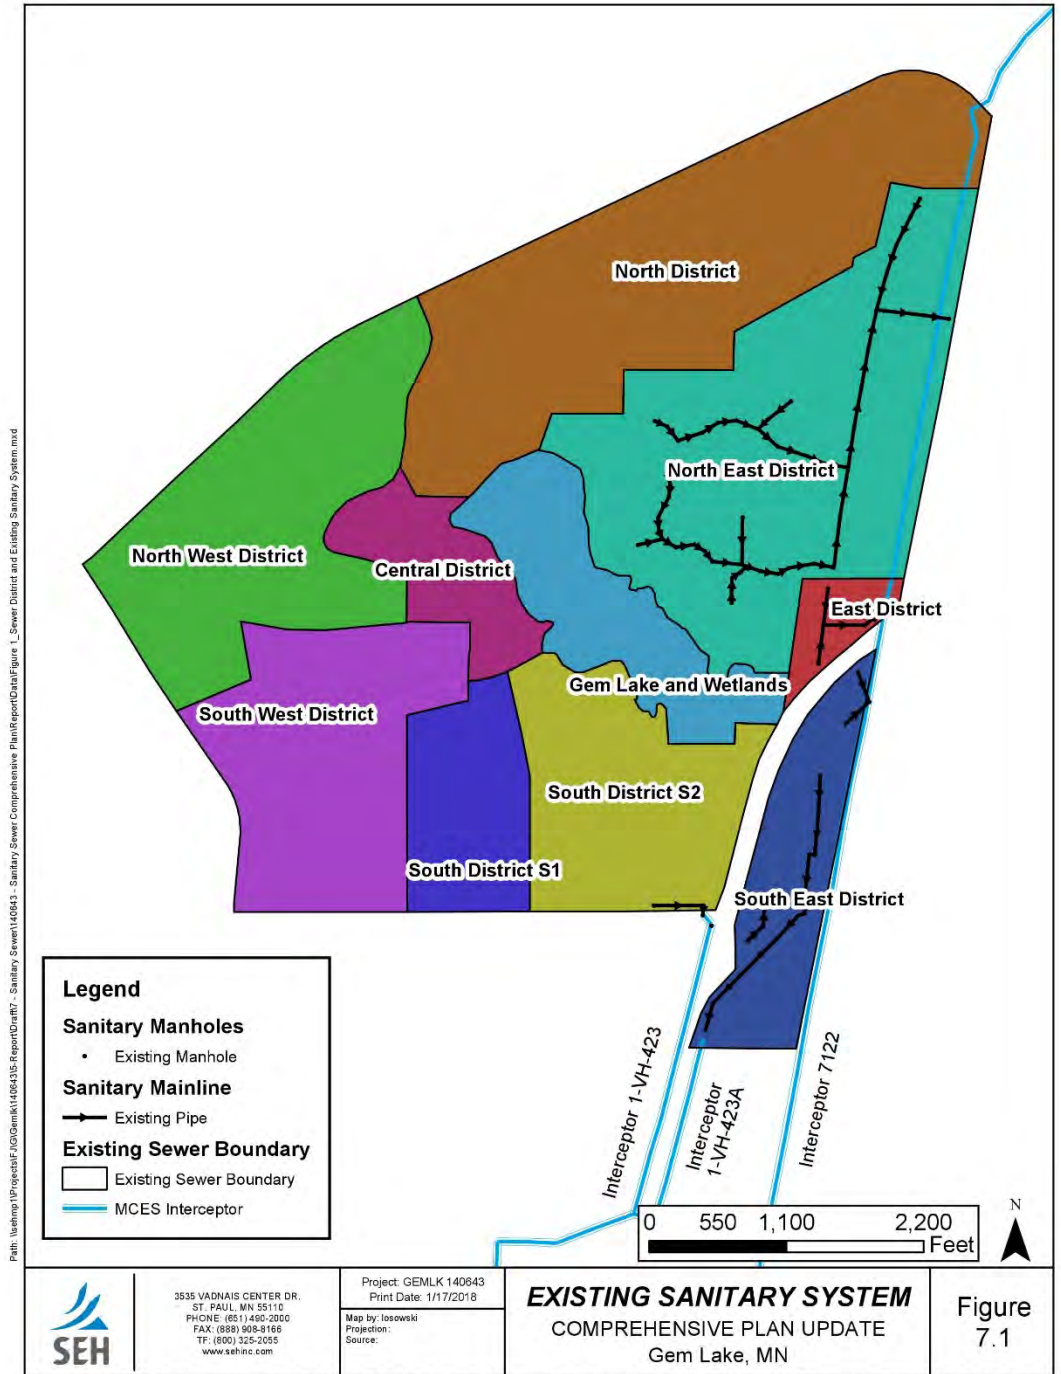 North District
North East District
North West District
Central District
East District
Gem Lake and Wetlands
South West District
South District S2
South District S1
South East District
Interceptor 1-VH-423
Interceptor
1-VH-423A
Interceptor 7122
Legend
Sanitary Manholes
Existing Manhole
Sanitary Mainline
Existing Pipe
Existing Sewer Boundary
Existing Sewer Boundary
MCES Interceptor
0 550 1,100 2,200
Feet
N
SEH
3535 VADNAIS CENTER DR.
ST. PAUL, MN 55110
PHONE: (651) 490-2000
FAX: (888) 908-8166
TF: (800) 325-2055
www.sehinc.com
Project: GEMLK 140643
Print Date: 1/17/2018
Map by: losowski
Projection:
Source:
EXISTING SANITARY SYSTEM
COMPREHENSIVE PLAN UPDATE
Gem Lake, MN
Figure
7.1